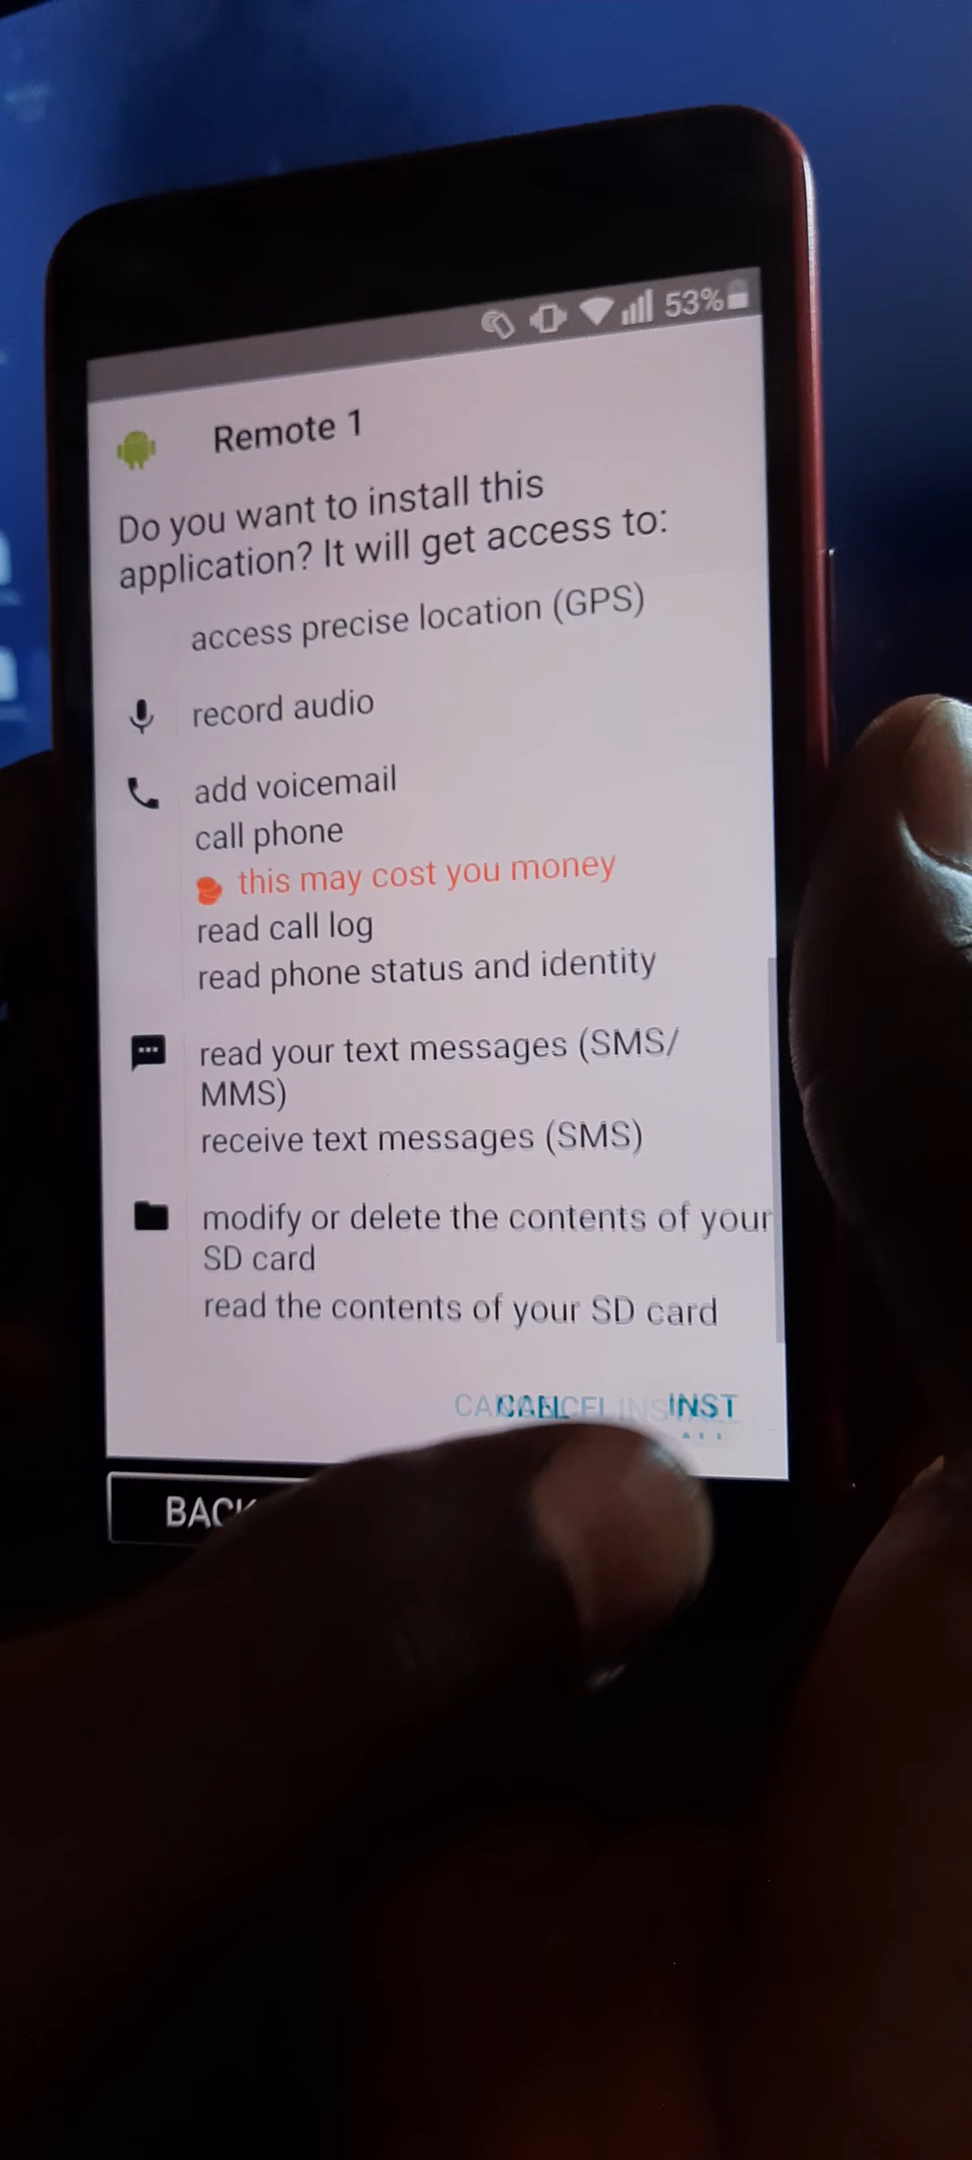 53%
Remote 1
Do you want to install this
application? It will get access to:
access precise location (GPS)
record audio
add voicemail
call phone
this may cost you money
read call log
read phone status and identity
read your text messages (SMS/
MMS)
receive text messages (SMS)
modify or delete the contents of your
SD card
read the contents of your SD card
CANCEL INST
BACK